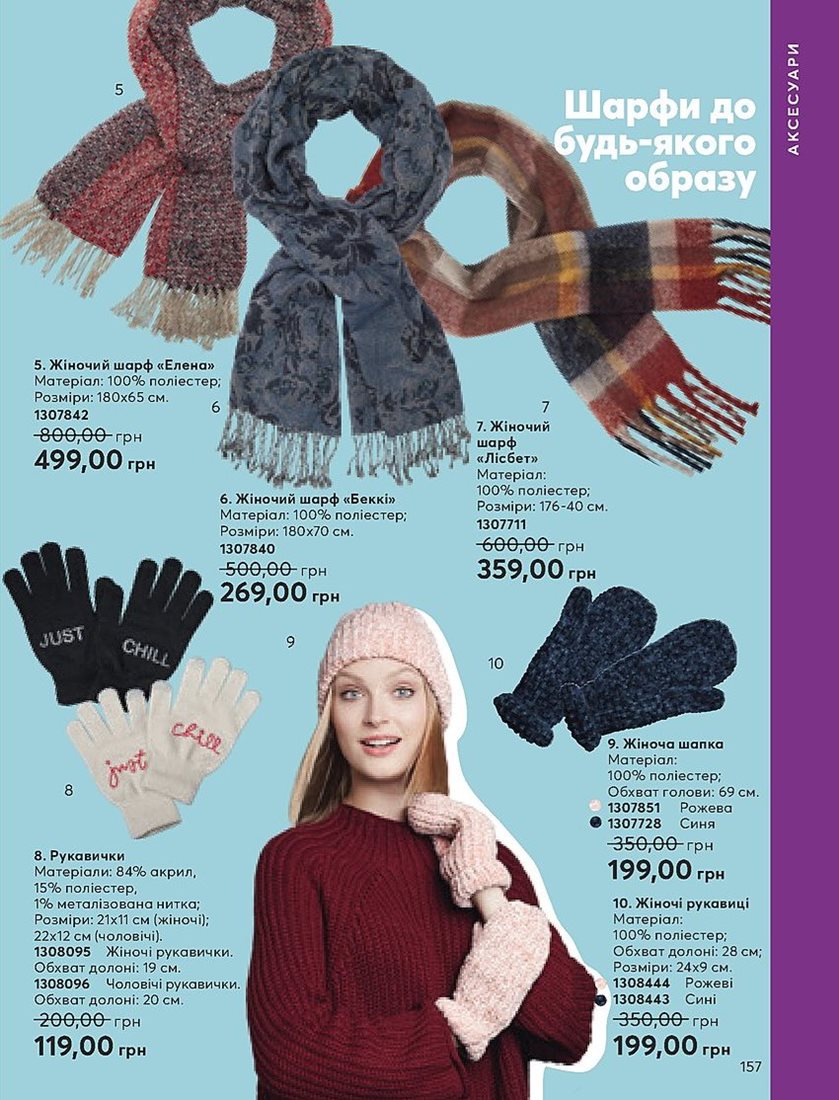 АКСЕСУАРИ
Шарфи до
будь-якого
образу
5
6
7
5. Жіночий шарф «Елена»
Матеріал: 100% поліестер;
Розміри: 180х65 см.
1307842
800,00 грн
499,00 грн
6. Жіночий шарф «Беккі»
Матеріал: 100% поліестер;
Розміри: 180х70 см.
1307840
500,00 грн
269,00 грн
7. Жіночий
шарф
«Лісбет»
Матеріал:
100% поліестер;
Розміри: 176-40 см.
1307711
600,00 грн
359,00 грн
JUST
CHILL
just
chill
8
9
10
8. Рукавички
Матеріали: 84% акрил,
15% поліестер,
1% металізована нитка;
Розміри: 21х11 см (жіночі);
22х12 см (чоловічі).
1308095 Жіночі рукавички.
Обхват долоні: 19 см.
1308096 Чоловічі рукавички.
Обхват долоні: 20 см.
200,00 грн
119,00 грн
9. Жіноча шапка
Матеріал:
100% поліестер;
Обхват голови: 69 см.
1307851 Рожева
1307728 Синя
350,00 грн
199,00 грн
10. Жіночі рукавиці
Матеріал:
100% поліестер;
Обхват долоні: 28 см;
Розміри: 24х9 см.
1308444 Рожеві
1308443 Сині
350,00 грн
199,00 грн
157